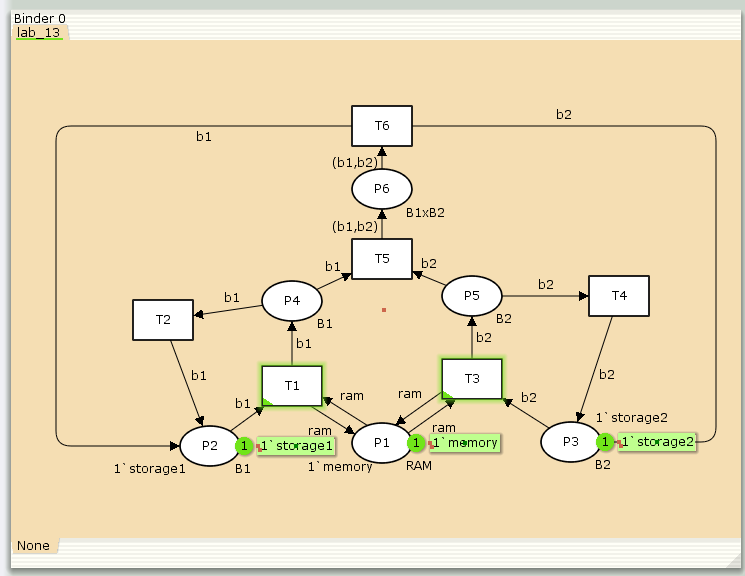 Binder 0
lab_13
b2
T6
b1
(b1,b2)
P6
B1xB2
(b1,b2)
T5
b1
b2
b2
b1
P4
P5
T4
T2
B1
B2
b1
b2
b1
b2
T1
T3
ram
ram
b1
b2
1`storage2
ram
ram
P2
1
1`storage1
P1
1
1`memory
P3
1
1`storage2
1`storage1
B1
1`memory
RAM
B2
None